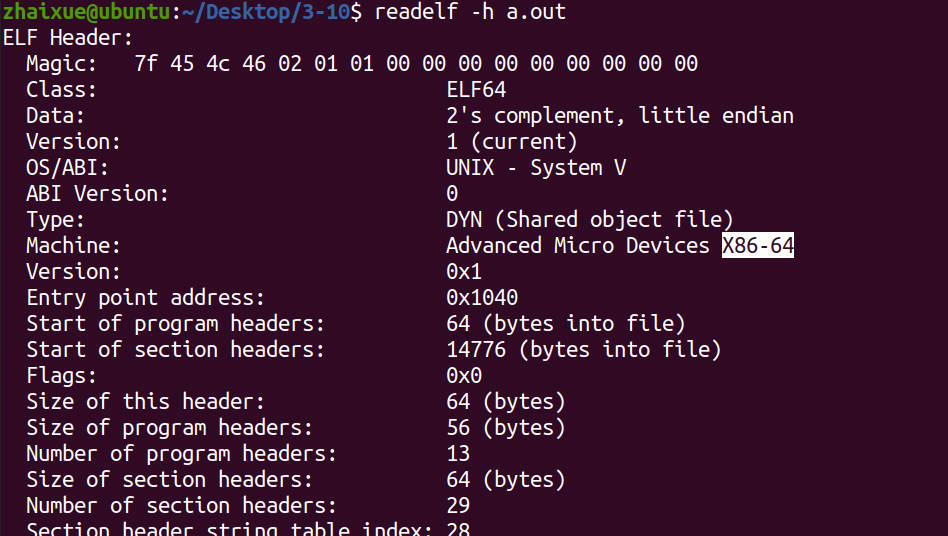 zhaixue@ubuntu:~/Desktop/3-10$ readelf -h a.out
ELF Header:
  Magic:   7f 45 4c 46 02 01 01 00 00 00 00 00 00 00 00 00
  Class:                             ELF64
  Data:                              2's complement, little endian
  Version:                           1 (current)
  OS/ABI:                            UNIX - System V
  ABI Version:                       0
  Type:                              DYN (Shared object file)
  Machine:                           Advanced Micro Devices X86-64
  Version:                           0x1
  Entry point address:               0x1040
  Start of program headers:          64 (bytes into file)
  Start of section headers:          14776 (bytes into file)
  Flags:                             0x0
  Size of this header:               64 (bytes)
  Size of program headers:           56 (bytes)
  Number of program headers:         13
  Size of section headers:           64 (bytes)
  Number of section headers:         29
  Section header string table index: 28